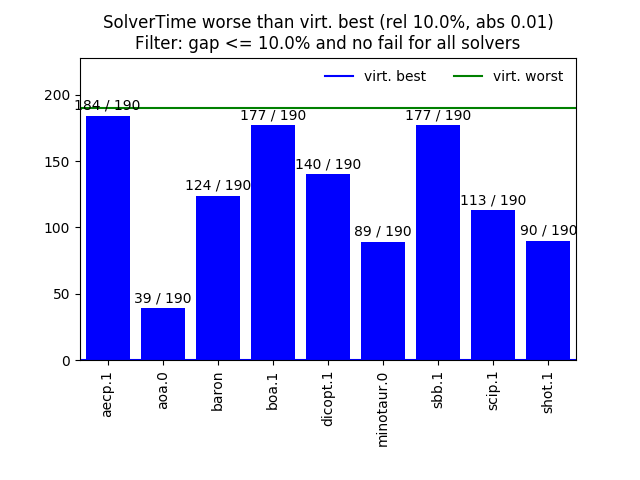 SolverTime worse than virt. best (rel 10.0%, abs 0.01)
Filter: gap <= 10.0% and no fail for all solvers
virt. best
virt. worst
200
150
100
50
0
184 / 190
39 / 190
124 / 190
177 / 190
140 / 190
89 / 190
177 / 190
113 / 190
90 / 190
aecp.1
aoa.0
baron
boa.1
dicopt.1
minotaur.0
sbb.1
scip.1
shot.1